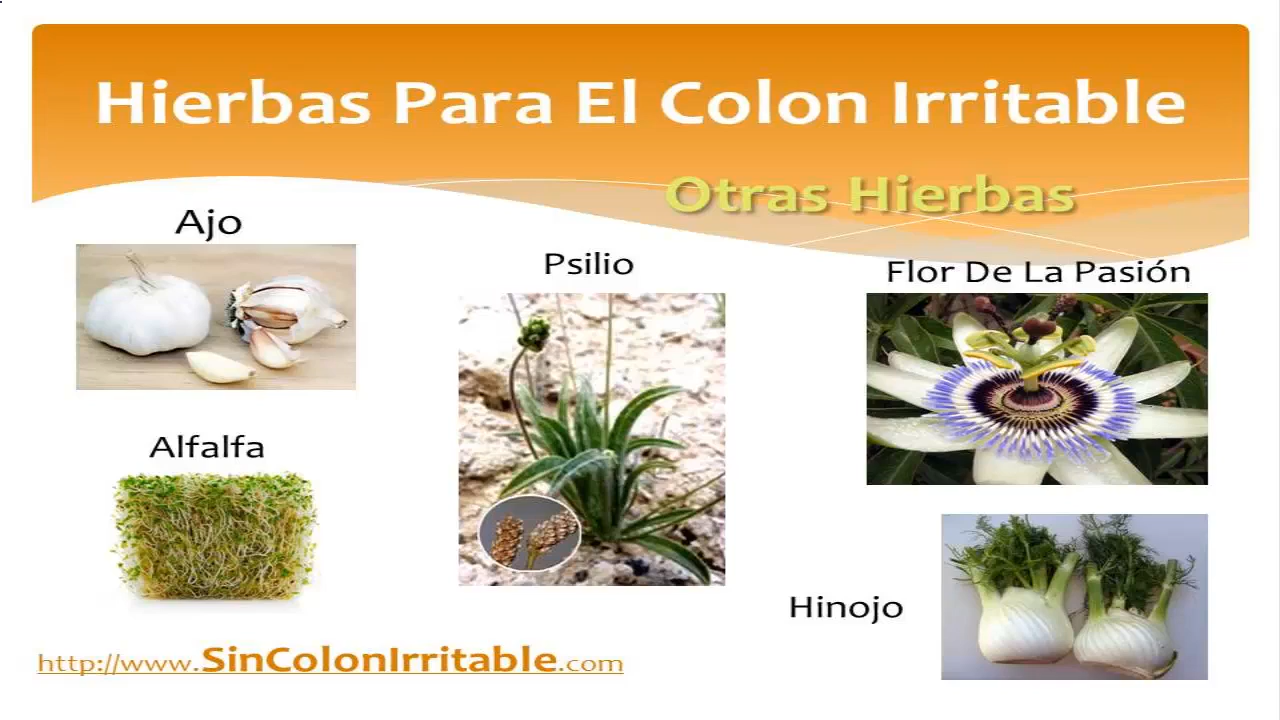 Hierbas Para El Colon Irritable
Otras Hierbas
Ajo
Psilio
Flor De La Pasión
Alfalfa
Hinojo
http://www.SinColonIrritable.com